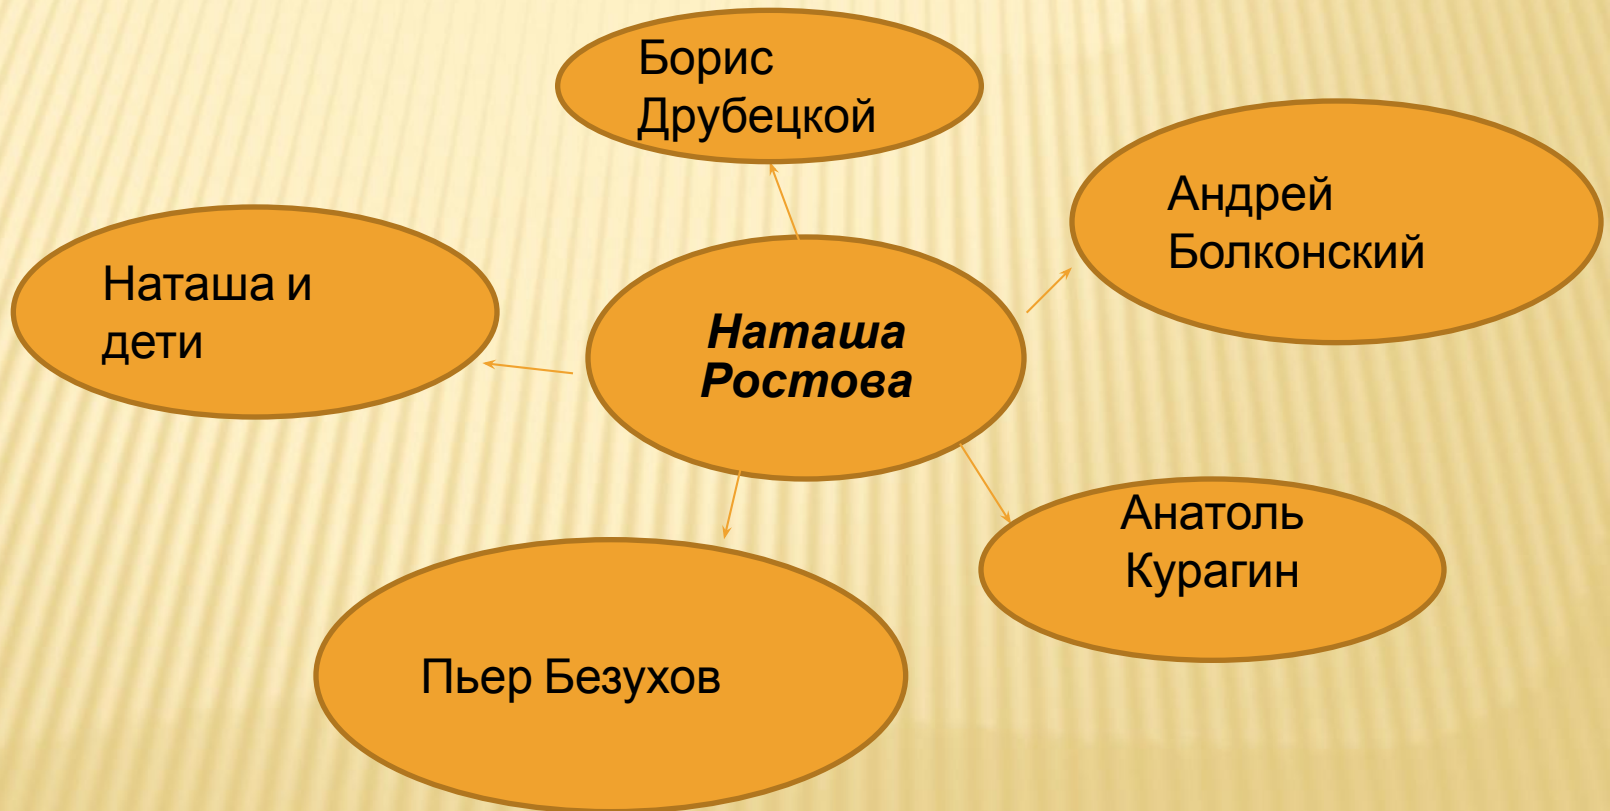 Борис
Друбецкой
Андрей
Болконский
Наташа и
дети
Наташа
Ростова
Анатоль
Курагин
Пьер Безухов